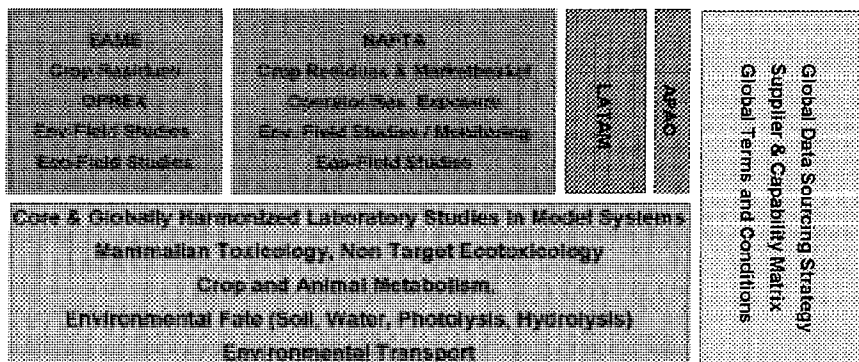 EAME
Crop Residues
OPREX
Env Field Studies
Eco Field Studies
NAFTA
Crop Residues & Marketbasket
Operator/Res. Exposure
Env. Field Studies / Monitoring
Ego-Field Studies
LATAM
APAC
Global Data Sourcing Strategy
Supplier & Capability Matrix
Global Terms and Conditions
Core & Globally Harmonized Laboratory Studies in Model Systems
Mammalian Toxicology, Non Target Ecotoxicology
Crop and Animal Metabolism,
Environmental Fate (Soil, Water, Photolysis, Hydrolysis)
Environmental Transport